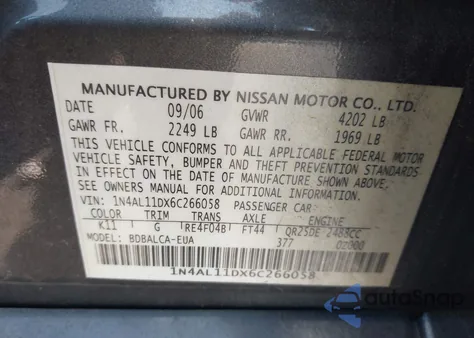 MANUFACTURED BY NISSAN MOTOR CO., LTD.
DATE 09/06 GVWR 4202 LB
GAWR FR. 2249 LB GAWR RR. 1969 LB
THIS VEHICLE CONFORMS TO ALL APPLICABLE FEDERAL MOTOR
VEHICLE SAFETY, BUMPER AND THEFT PREVENTION STANDARDS
IN EFFECT ON THE DATE OF MANUFACTURE SHOWN ABOVE.
SEE OWNERS MANUAL FOR ADDITIONAL INFORMATION.
VIN: 1N4AL11DX6C266058 PASSENGER CAR
COLOR TRIM TRANS AXLE ENGINE
K11 G RE4F04B FT44 QR25DE 2488CC
MODEL: BDBALCA-EUA 377
1N4AL11DX6C266058
autoSnap